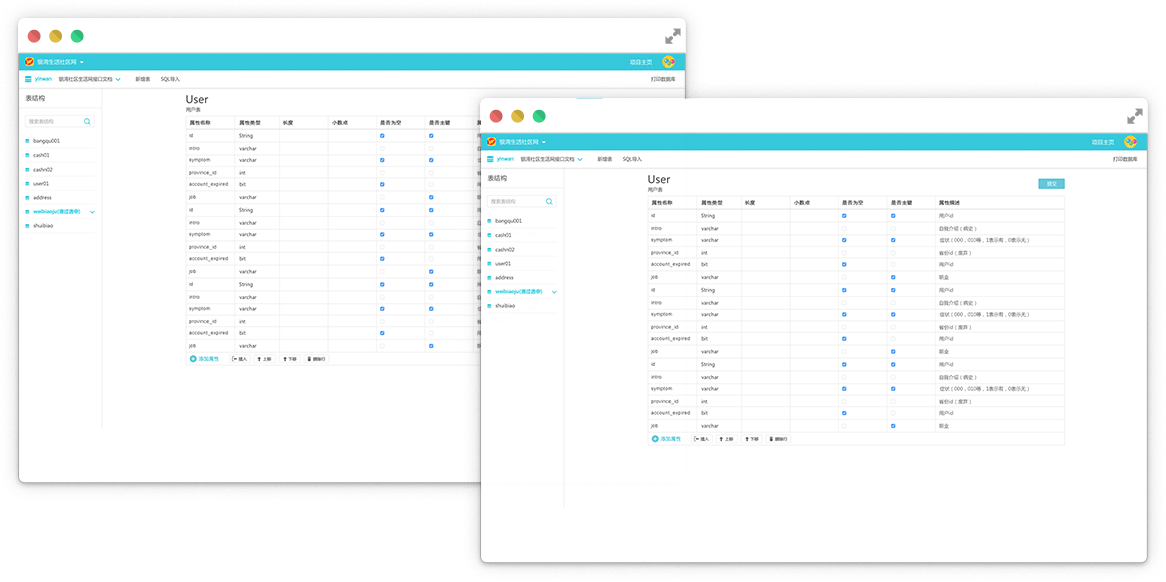 银湾生活社区网
项目主页
yinwan 银湾社区生活网接口文档 新增表 SQL导入 打印数据库
表结构
搜索表结构
bangqu001
cash01
cashn02
user01
address
weibiaoju(表过选中)
shuibiao
User
用户表
属性名称 属性类型 长度 小数点 是否为空 是否主键
id String
intro varchar
symptom varchar
province_id int
account_expired bit
job varchar
id String
intro varchar
symptom varchar
province_id int
account_expired bit
job varchar
id String
intro varchar
symptom varchar
province_id int
account_expired bit
job varchar
添加属性 插入 上移 下移 删除行
银湾生活社区网
项目主页
yinwan 银湾社区生活网接口文档 新增表 SQL导入 打印数据库
表结构
搜索表结构
bangqu001
cash01
cashn02
user01
address
weibiaoju(表过选中)
shuibiao
User
用户表
提交
属性名称 属性类型 长度 小数点 是否为空 是否主键 属性描述
id String 用户id
intro varchar 自我介绍（病史）
symptom varchar 症状（000，010等，1表示有，0表示无）
province_id int 省份id（废弃）
account_expired bit 用户id
job varchar 职业
id String 用户id
intro varchar 自我介绍（病史）
symptom varchar 症状（000，010等，1表示有，0表示无）
province_id int 省份id（废弃）
account_expired bit 用户id
job varchar 职业
id String 用户id
intro varchar 自我介绍（病史）
symptom varchar 症状（000，010等，1表示有，0表示无）
province_id int 省份id（废弃）
account_expired bit 用户id
job varchar 职业
添加属性 插入 上移 下移 删除行